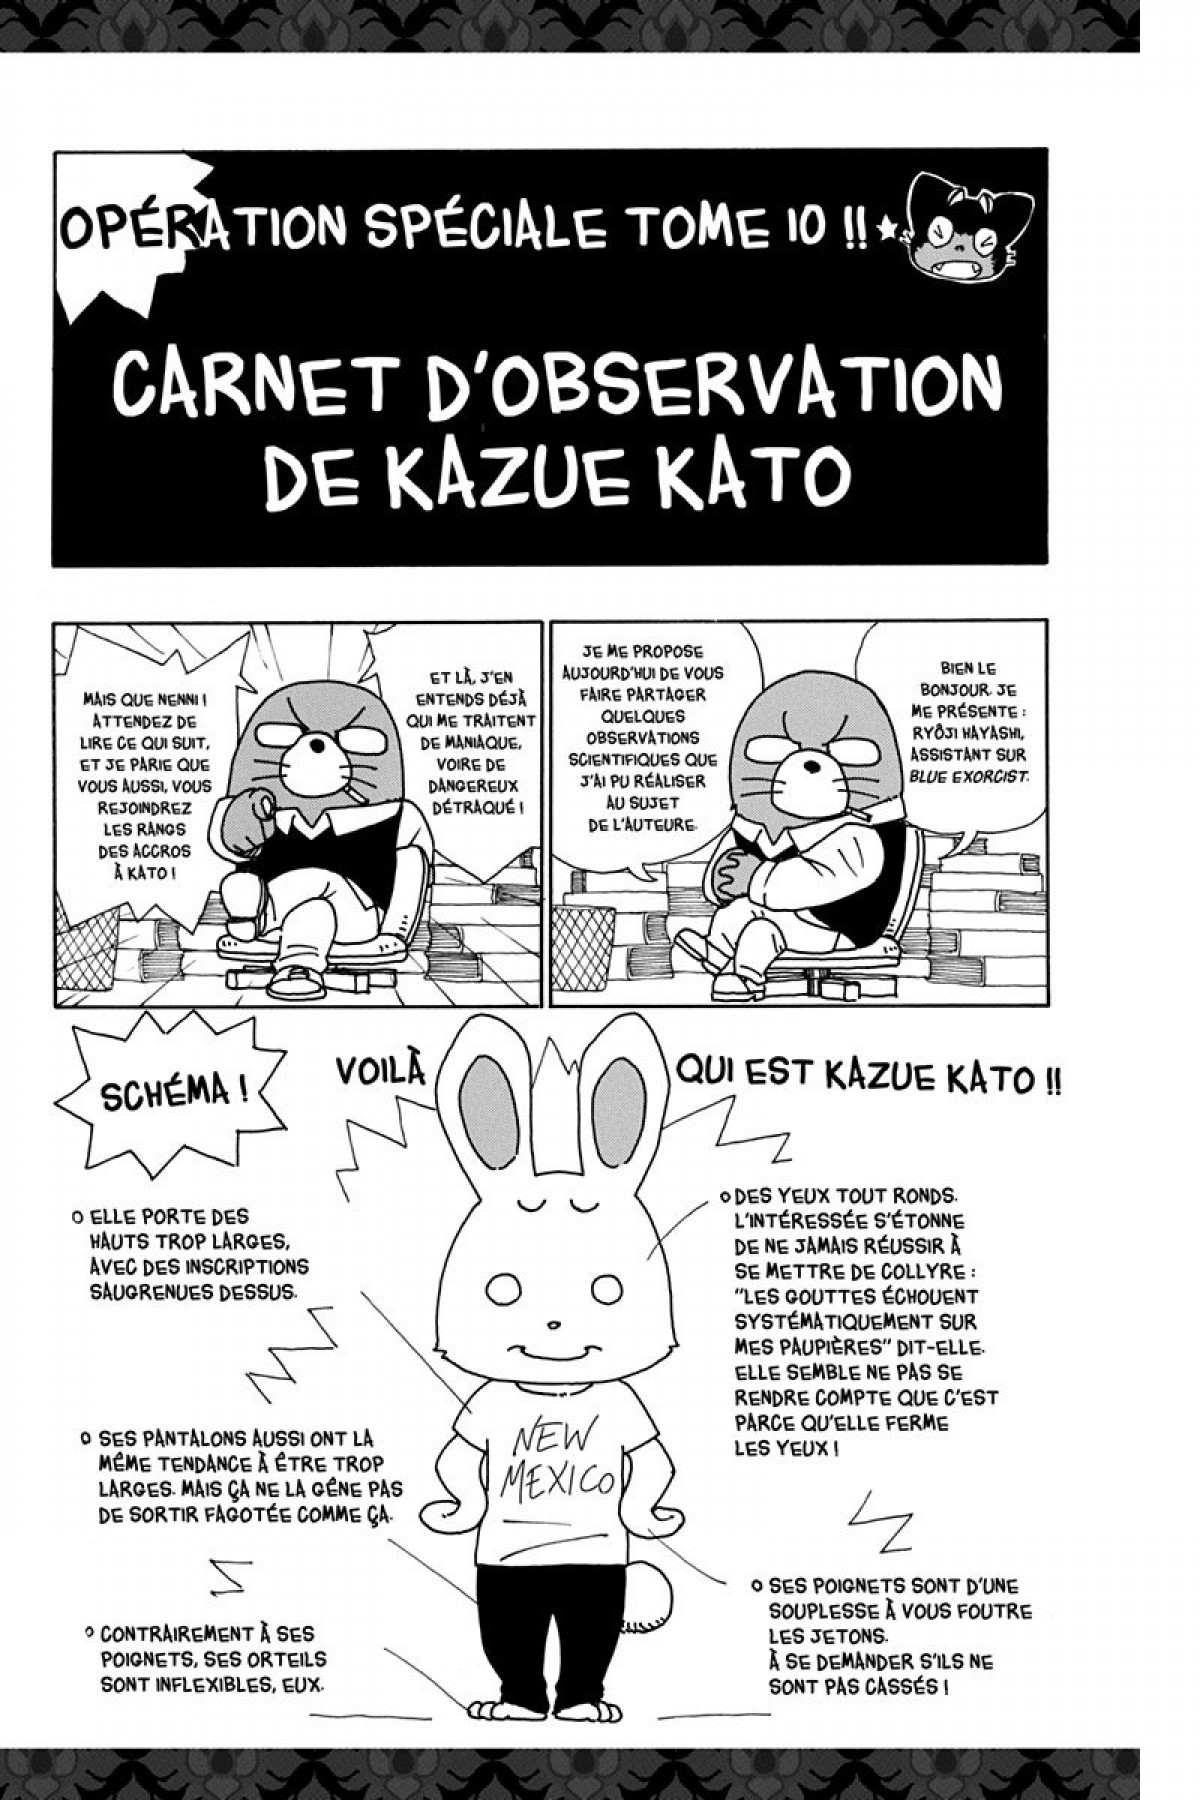 OPÉRATION SPÉCIALE TOME 10 !!
CARNET D'OBSERVATION
DE KAZUE KATO
BIEN LE
BONJOUR. JE
ME PRÉSENTE :
RYÔJI HAYASHI,
ASSISTANT SUR
BLUE EXORCIST.
JE ME PROPOSE
AUJOURD'HUI DE VOUS
FAIRE PARTAGER
QUELQUES
OBSERVATIONS
SCIENTIFIQUES QUE
J'AI PU RÉALISER
AU SUJET
DE L'AUTEURE.
ET LÀ, J'EN
ENTENDS DÉJÀ
QUI ME TRAITENT
DE MANIAQUE,
VOIRE DE
DANGEREUX
DÉTRAQUÉ !
MAIS QUE NENNI !
ATTENDEZ DE
LIRE CE QUI SUIT,
ET JE PARIE QUE
VOUS AUSSI, VOUS
REJOINDREZ
LES RANGS
DES ACCROS
À KATO !
SCHÉMA !
VOILÀ QUI EST KAZUE KATO !!
DES YEUX TOUT RONDS.
L'INTÉRESSÉE S'ÉTONNE
DE NE JAMAIS RÉUSSIR À
SE METTRE DE COLLYRE :
"LES GOUTTES ÉCHOUENT
SYSTÉMATIQUEMENT SUR
MES PAUPIÈRES" DIT-ELLE.
ELLE SEMBLE NE PAS SE
RENDRE COMPTE QUE C'EST
PARCE QU'ELLE FERME
LES YEUX !
ELLE PORTE DES
HAUTS TROP LARGES,
AVEC DES INSCRIPTIONS
SAUGRENUES DESSUS.
NEW
MEXICO
SES PANTALONS AUSSI ONT LA
MÊME TENDANCE À ÊTRE TROP
LARGES. MAIS ÇA NE LA GÊNE PAS
DE SORTIR FAGOTÉE COMME ÇA.
SES POIGNETS SONT D'UNE
SOUPLESSE À VOUS FOUTRE
LES JETONS.
À SE DEMANDER S'ILS NE
SONT PAS CASSÉS !
CONTRAIREMENT À SES
POIGNETS, SES ORTEILS
SONT INFLEXIBLES, EUX.